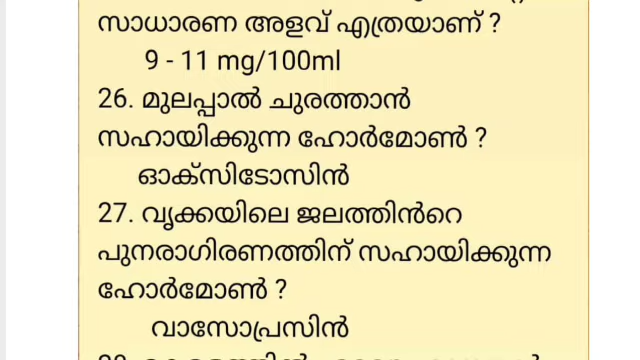 സാധാരണ അളവ് എത്രയാണ് ?
9 - 11 mg/100ml
26. മുലപ്പാൽ ചുരത്താൻ
സഹായിക്കുന്ന ഹോർമോൺ ?
ഓക്സിടോസിൻ
27. വൃക്കയിലെ ജലത്തിൻറെ
പുനരാഗിരണത്തിന് സഹായിക്കുന്ന
ഹോർമോൺ ?
വാസോപ്രസിൻ